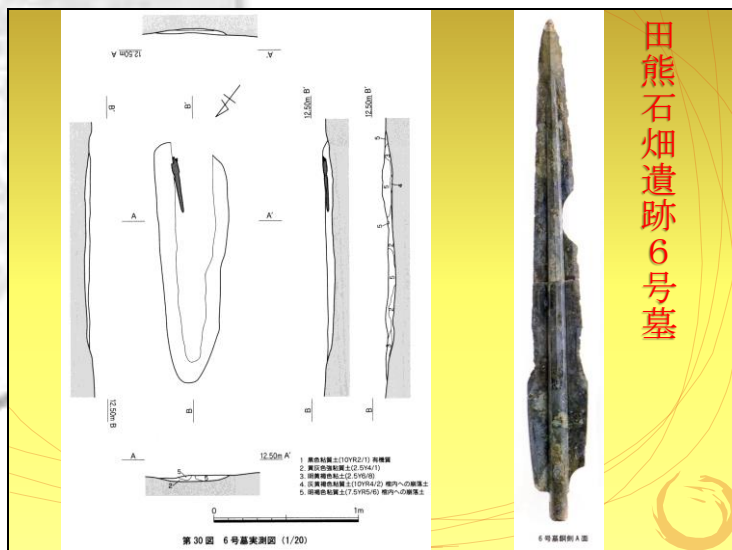 田熊石畑遺跡6号墓
12.50m A
A'
B'
B'
12.50m B'
12.50m B'
A
A'
A
A'
12.50m B
B
B
B
A
12.50m A'
1 黒色粘質土(10YR2/1) 有機質
2 黄灰色強粘質土(2.5Y4/1)
3 明黄褐色粘土(2.5Y6/8)
4. 灰黄褐色粘質土(10YR4/2) 棺内への崩落土
5. 明褐色粘質土(7.5YR5/6) 棺内への崩落土
0 1m
第30図 6号墓実測図 (1/20)
6号墓銅剣A面